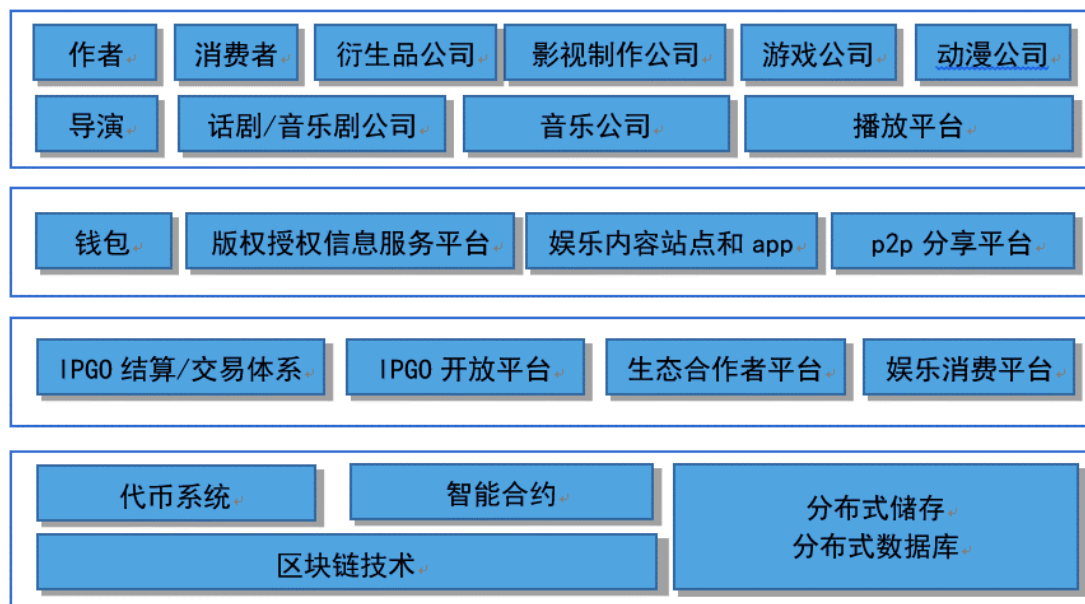 作者
消费者
衍生品公司
影视制作公司
游戏公司
动漫公司
导演
话剧/音乐剧公司
音乐公司
播放平台
钱包
版权授权信息服务平台
娱乐内容站点和 app
p2p 分享平台
IPGO 结算/交易体系
IPGO 开放平台
生态合作者平台
娱乐消费平台
代币系统
智能合约
分布式储存
分布式数据库
区块链技术